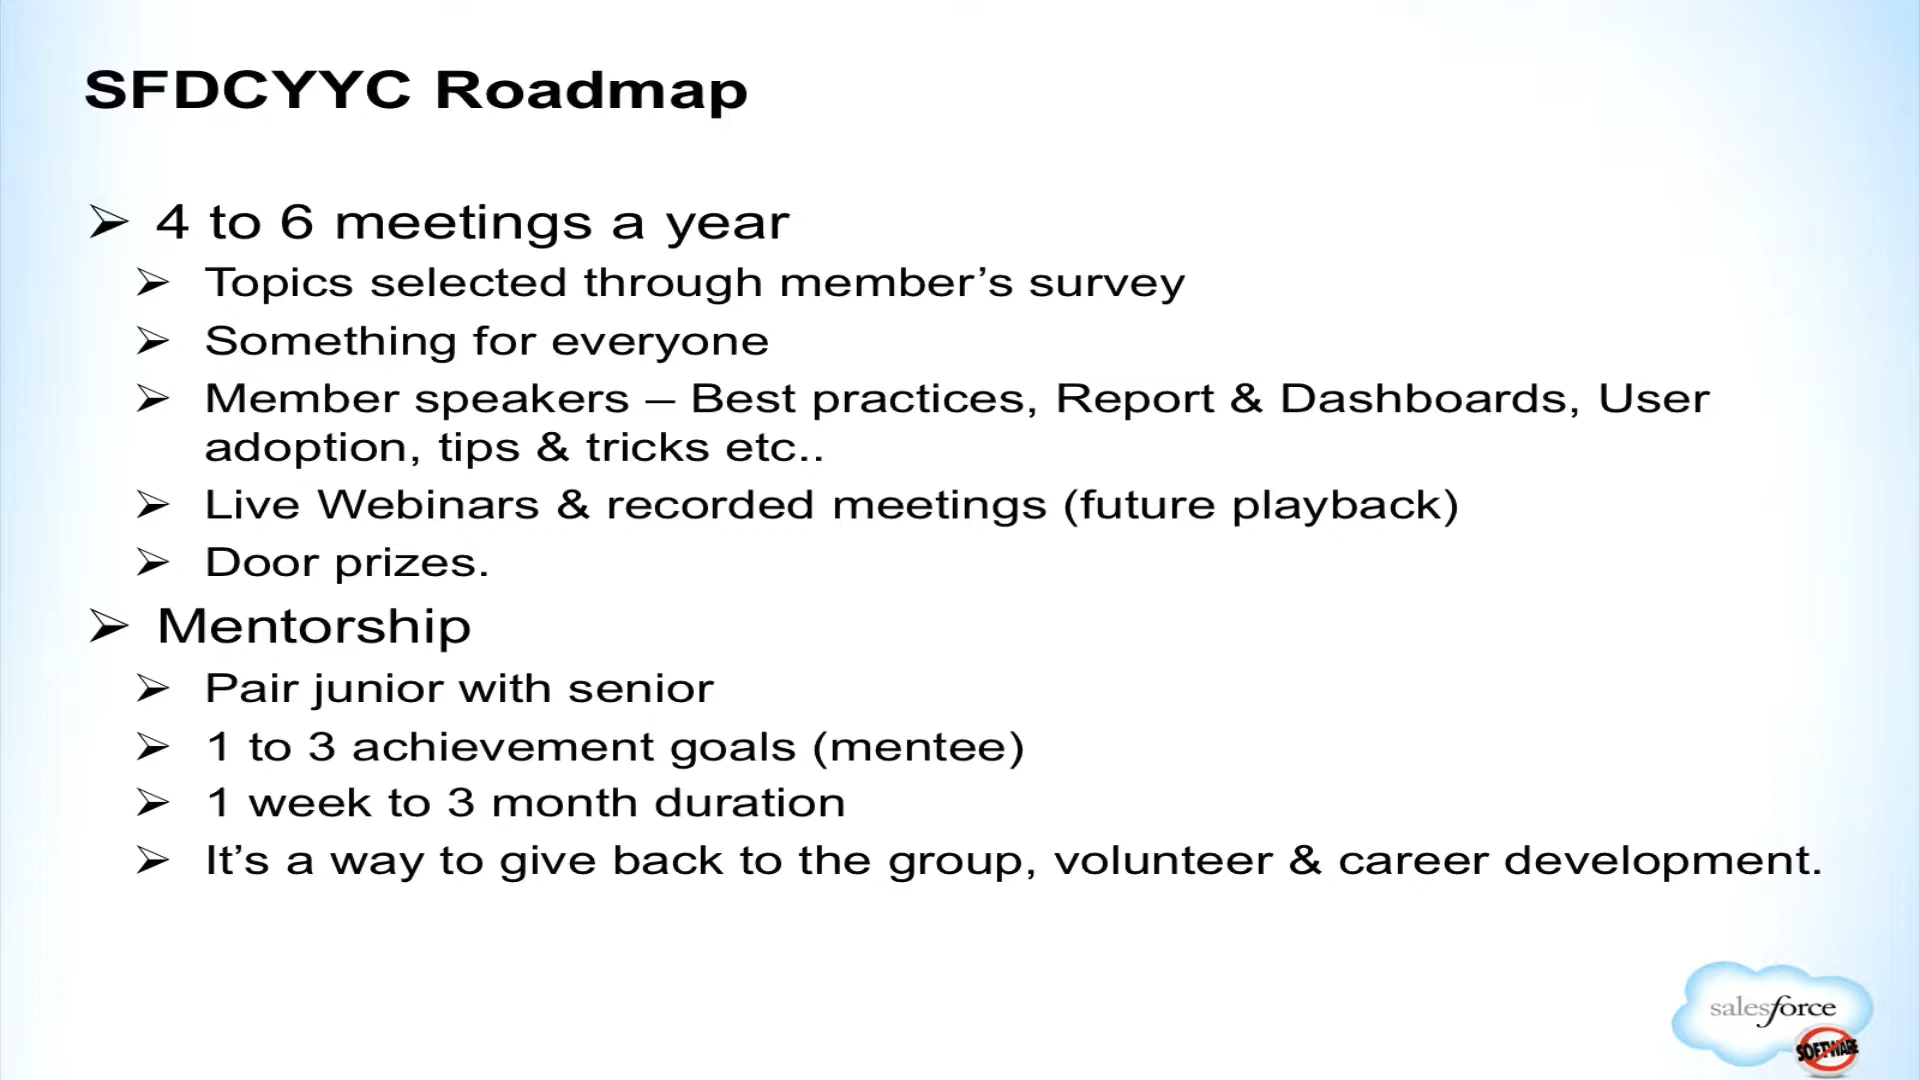 SFDCYYC Roadmap
4 to 6 meetings a year
Topics selected through member’s survey
Something for everyone
Member speakers – Best practices, Report & Dashboards, User
adoption, tips & tricks etc..
Live Webinars & recorded meetings (future playback)
Door prizes.
Mentorship
Pair junior with senior
1 to 3 achievement goals (mentee)
1 week to 3 month duration
It’s a way to give back to the group, volunteer & career development.
salesforce
SOFTWARE